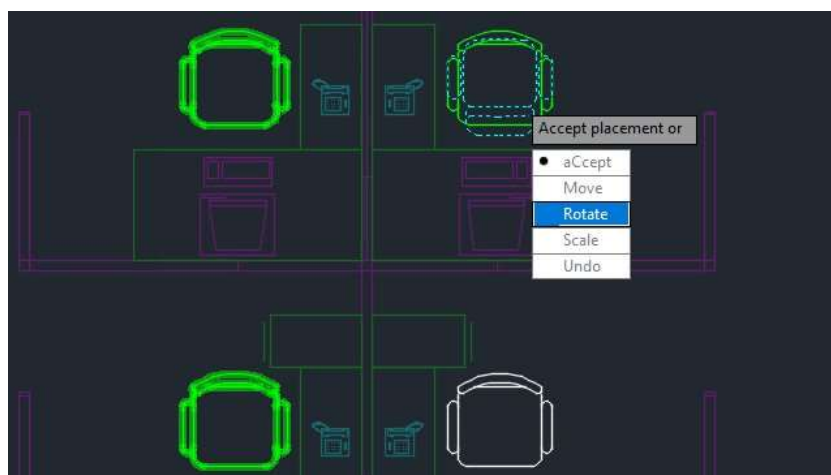 Accept placement or
aCcept
Move
Rotate
Scale
Undo